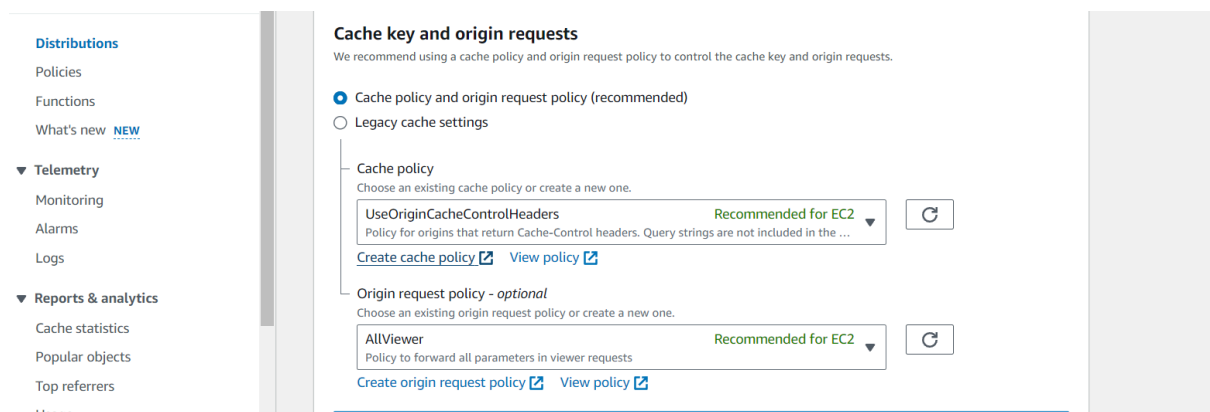 Distributions
Policies
Functions
What's new NEW
Telemetry
Monitoring
Alarms
Logs
Reports & analytics
Cache statistics
Popular objects
Top referrers
Cache key and origin requests
We recommend using a cache policy and origin request policy to control the cache key and origin requests.
Cache policy and origin request policy (recommended)
Legacy cache settings
Cache policy
Choose an existing cache policy or create a new one.
UseOriginCacheControlHeaders Recommended for EC2
Policy for origins that return Cache-Control headers. Query strings are not included in the ...
Create cache policy View policy
Origin request policy - optional
Choose an existing origin request policy or create a new one.
AllViewer Recommended for EC2
Policy to forward all parameters in viewer requests
Create origin request policy View policy